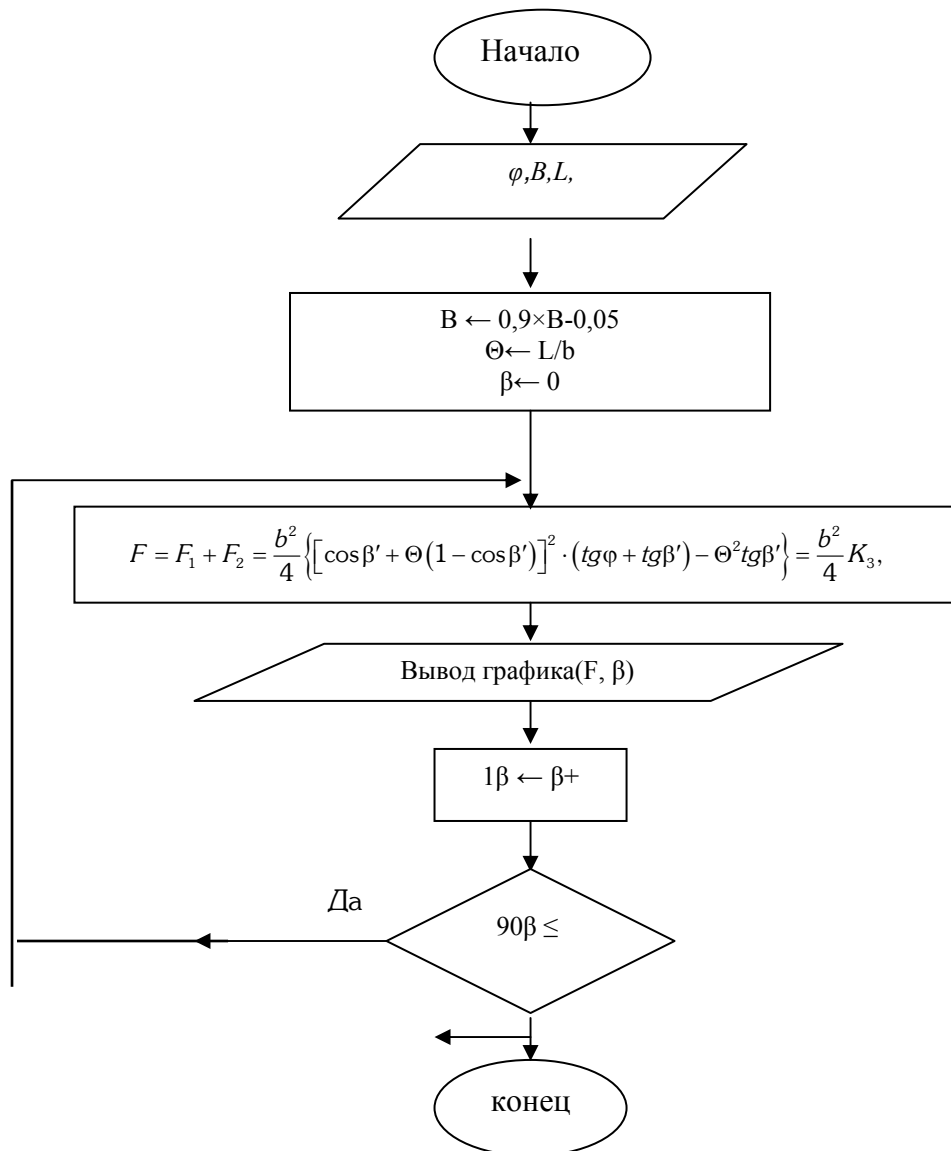 Начало
φ,B,L,
B ← 0,9×B-0,05
Θ← L/b
β← 0
F = F₁ + F₂ = b²/4 {[cosβ′ + Θ(1 − cosβ′)]² · (tgφ + tgβ′) − Θ²tgβ′} = b²/4 K₃,
Вывод графика(F, β)
1β ← β+
Да
90β ≤
конец